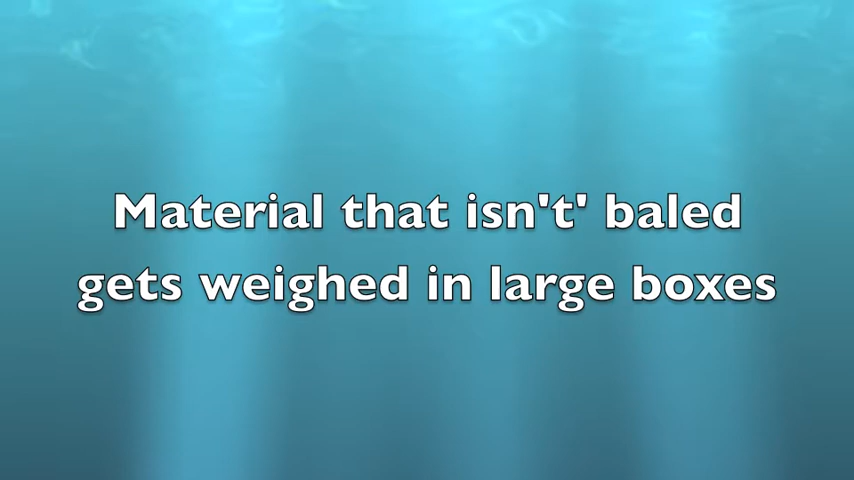 Material that isn't' baled
gets weighed in large boxes